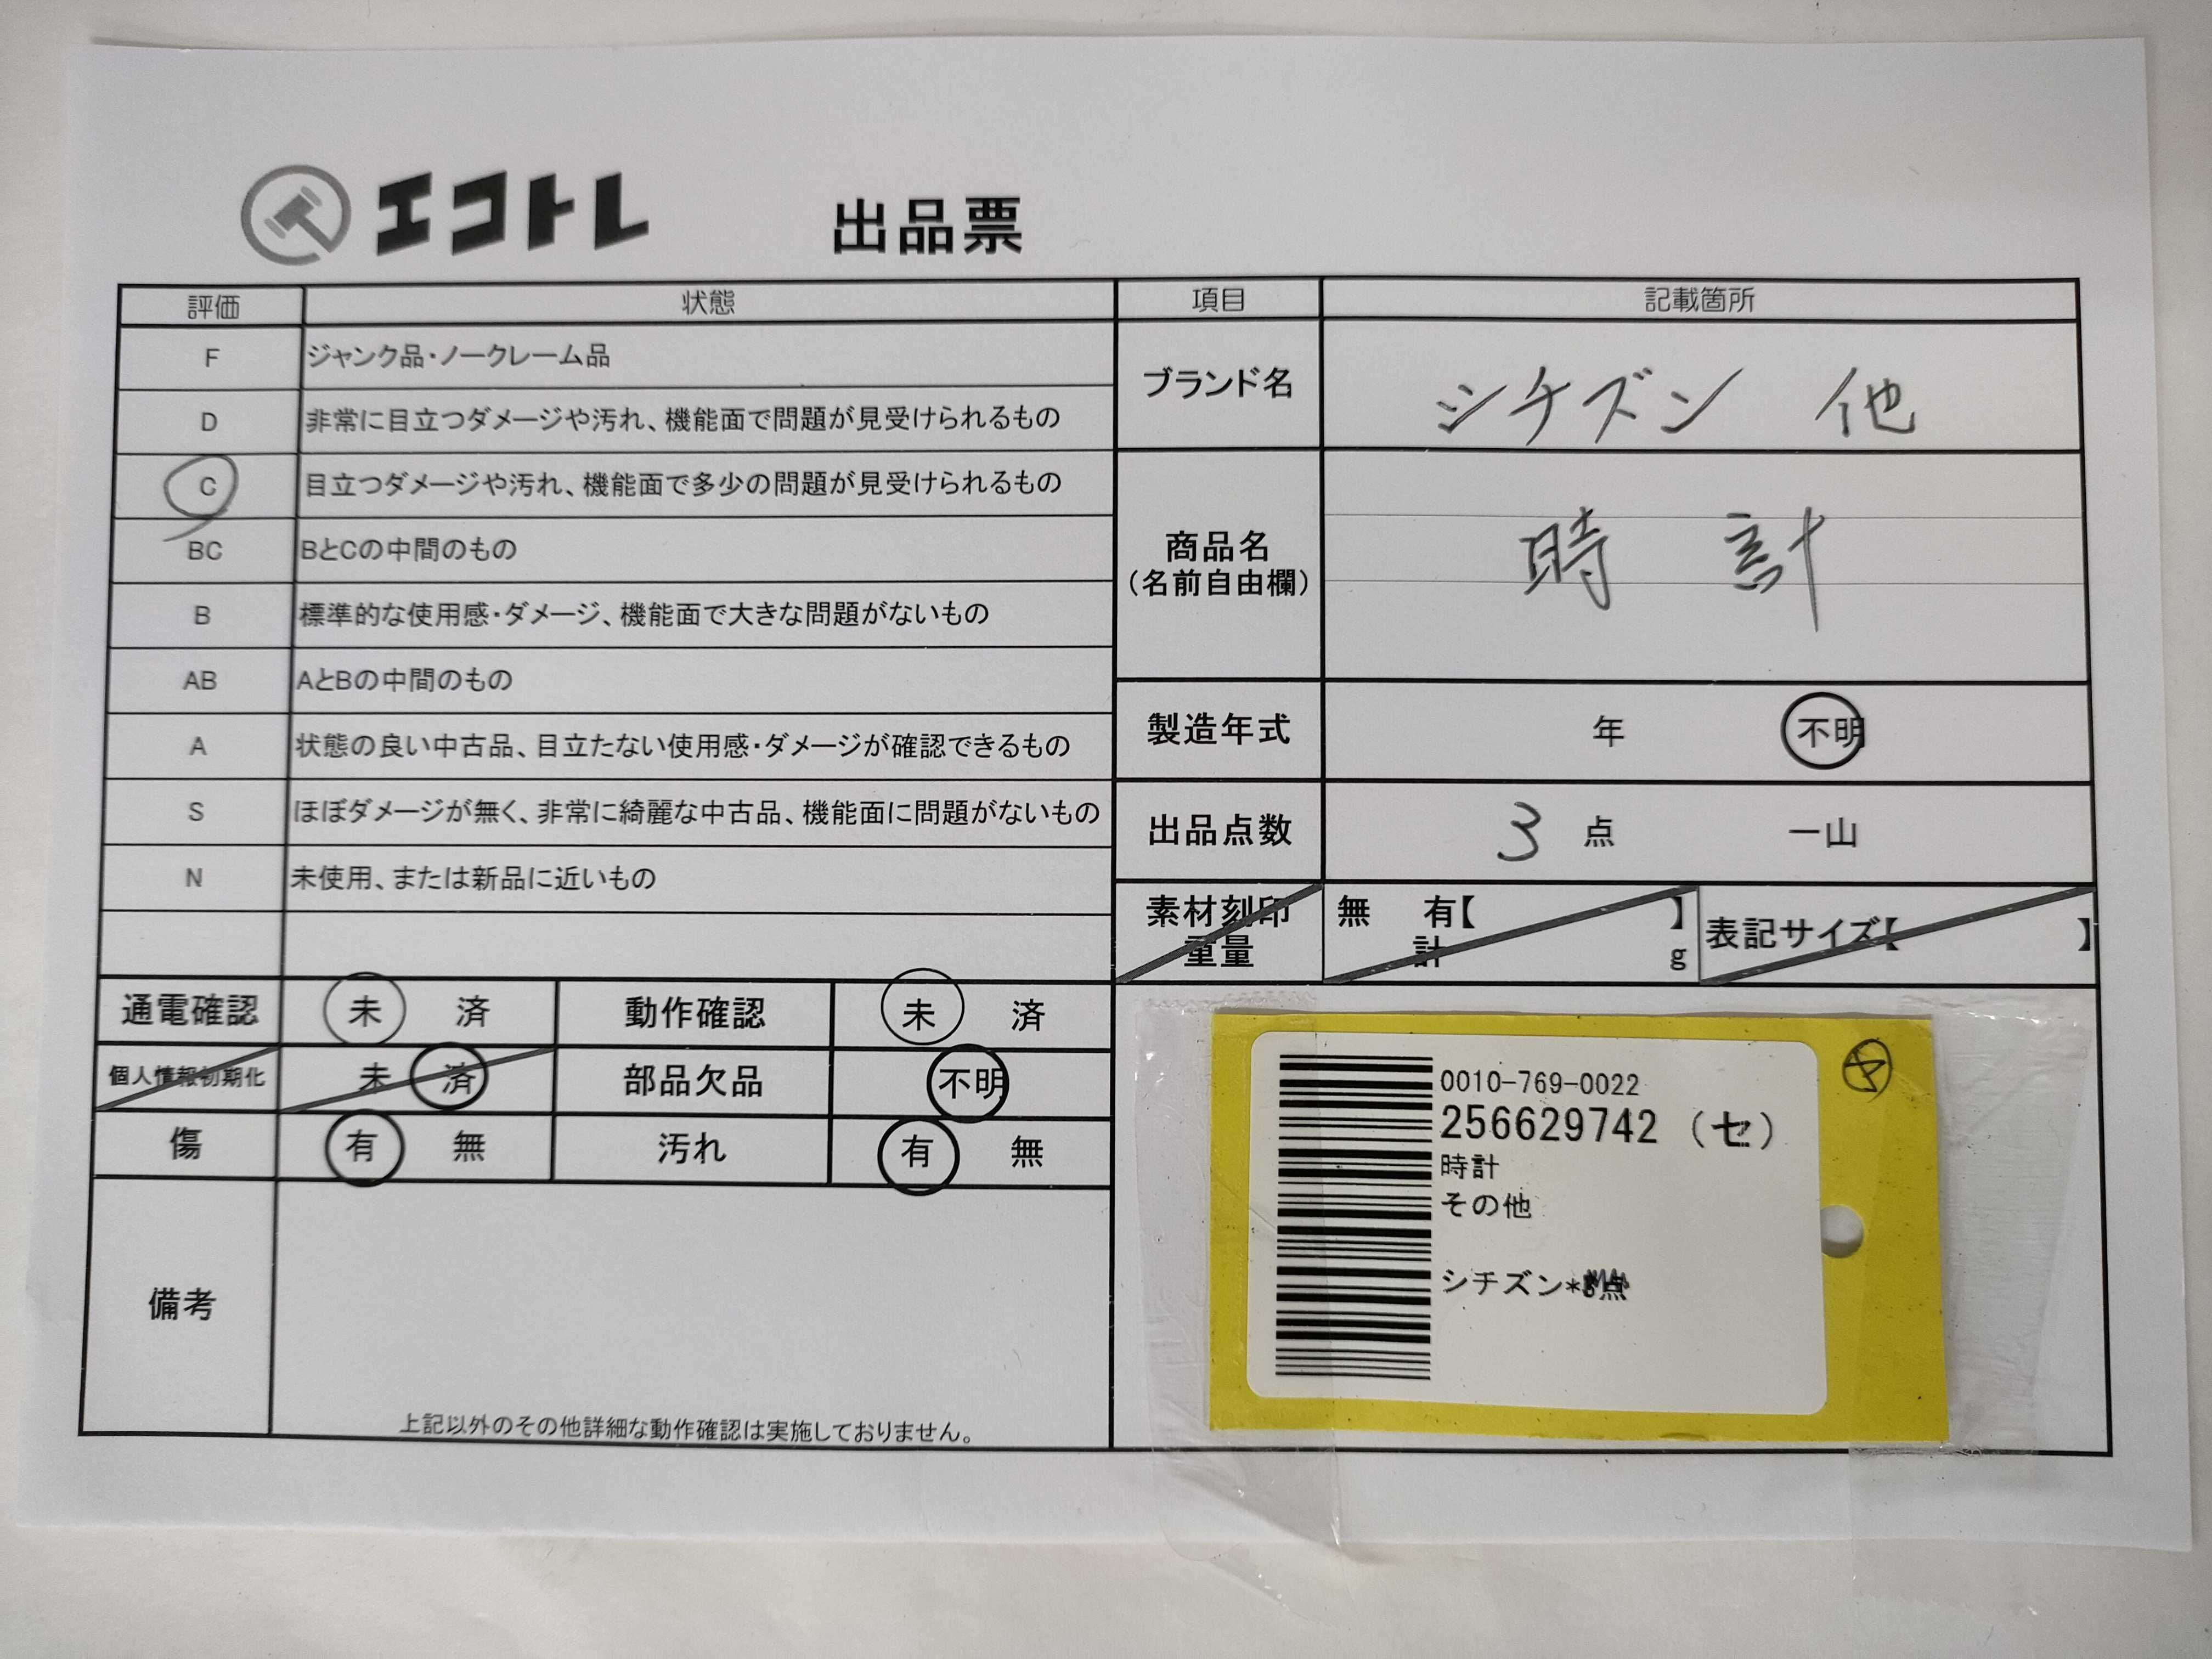 エコトレ 出品票
評価 状態
F ジャンク品・ノークレーム品
D 非常に目立つダメージや汚れ、機能面で問題が見受けられるもの
C 目立つダメージや汚れ、機能面で多少の問題が見受けられるもの
BC BとCの中間のもの
B 標準的な使用感・ダメージ、機能面で大きな問題がないもの
AB AとBの中間のもの
A 状態の良い中古品、目立たない使用感・ダメージが確認できるもの
S ほぼダメージが無く、非常に綺麗な中古品、機能面に問題がないもの
N 未使用、または新品に近いもの
通電確認 未 済 動作確認 未 済
個人情報初期化 未 済 部品欠品 不明
傷 有 無 汚れ 有 無
備考
上記以外のその他詳細な動作確認は実施しておりません。
項目 記載箇所
ブランド名 シチズン 他
商品名
(名前自由欄)
時 計
製造年式 年 不明
出品点数 3 点 一山
素材刻印 無 有【 】
重量 計 g
表記サイズ【 】
0010-769-0022
256629742 (セ)
時計
その他
シチズン*点